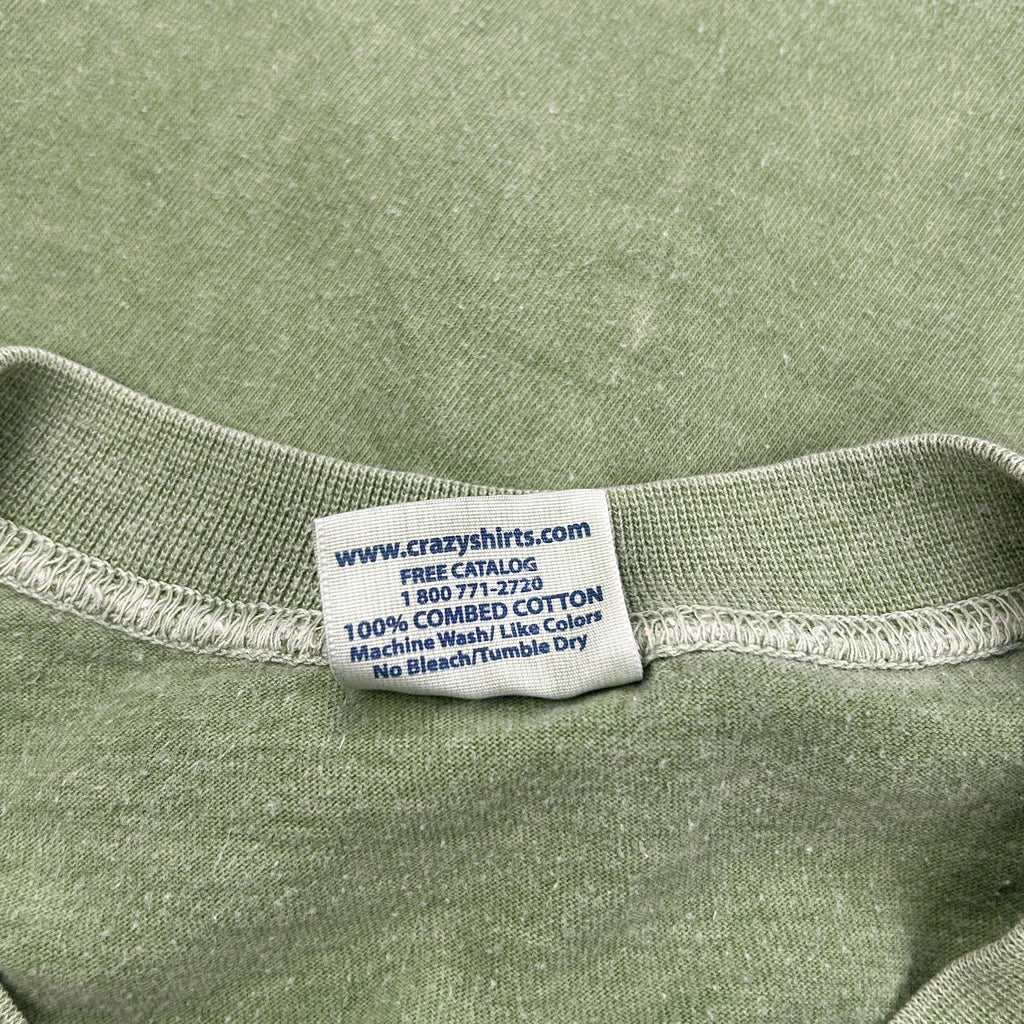 www.crazyshirts.com
FREE CATALOG
1 800 771-2720
100% COMBED COTTON
Machine Wash/ Like Colors
No Bleach/Tumble Dry